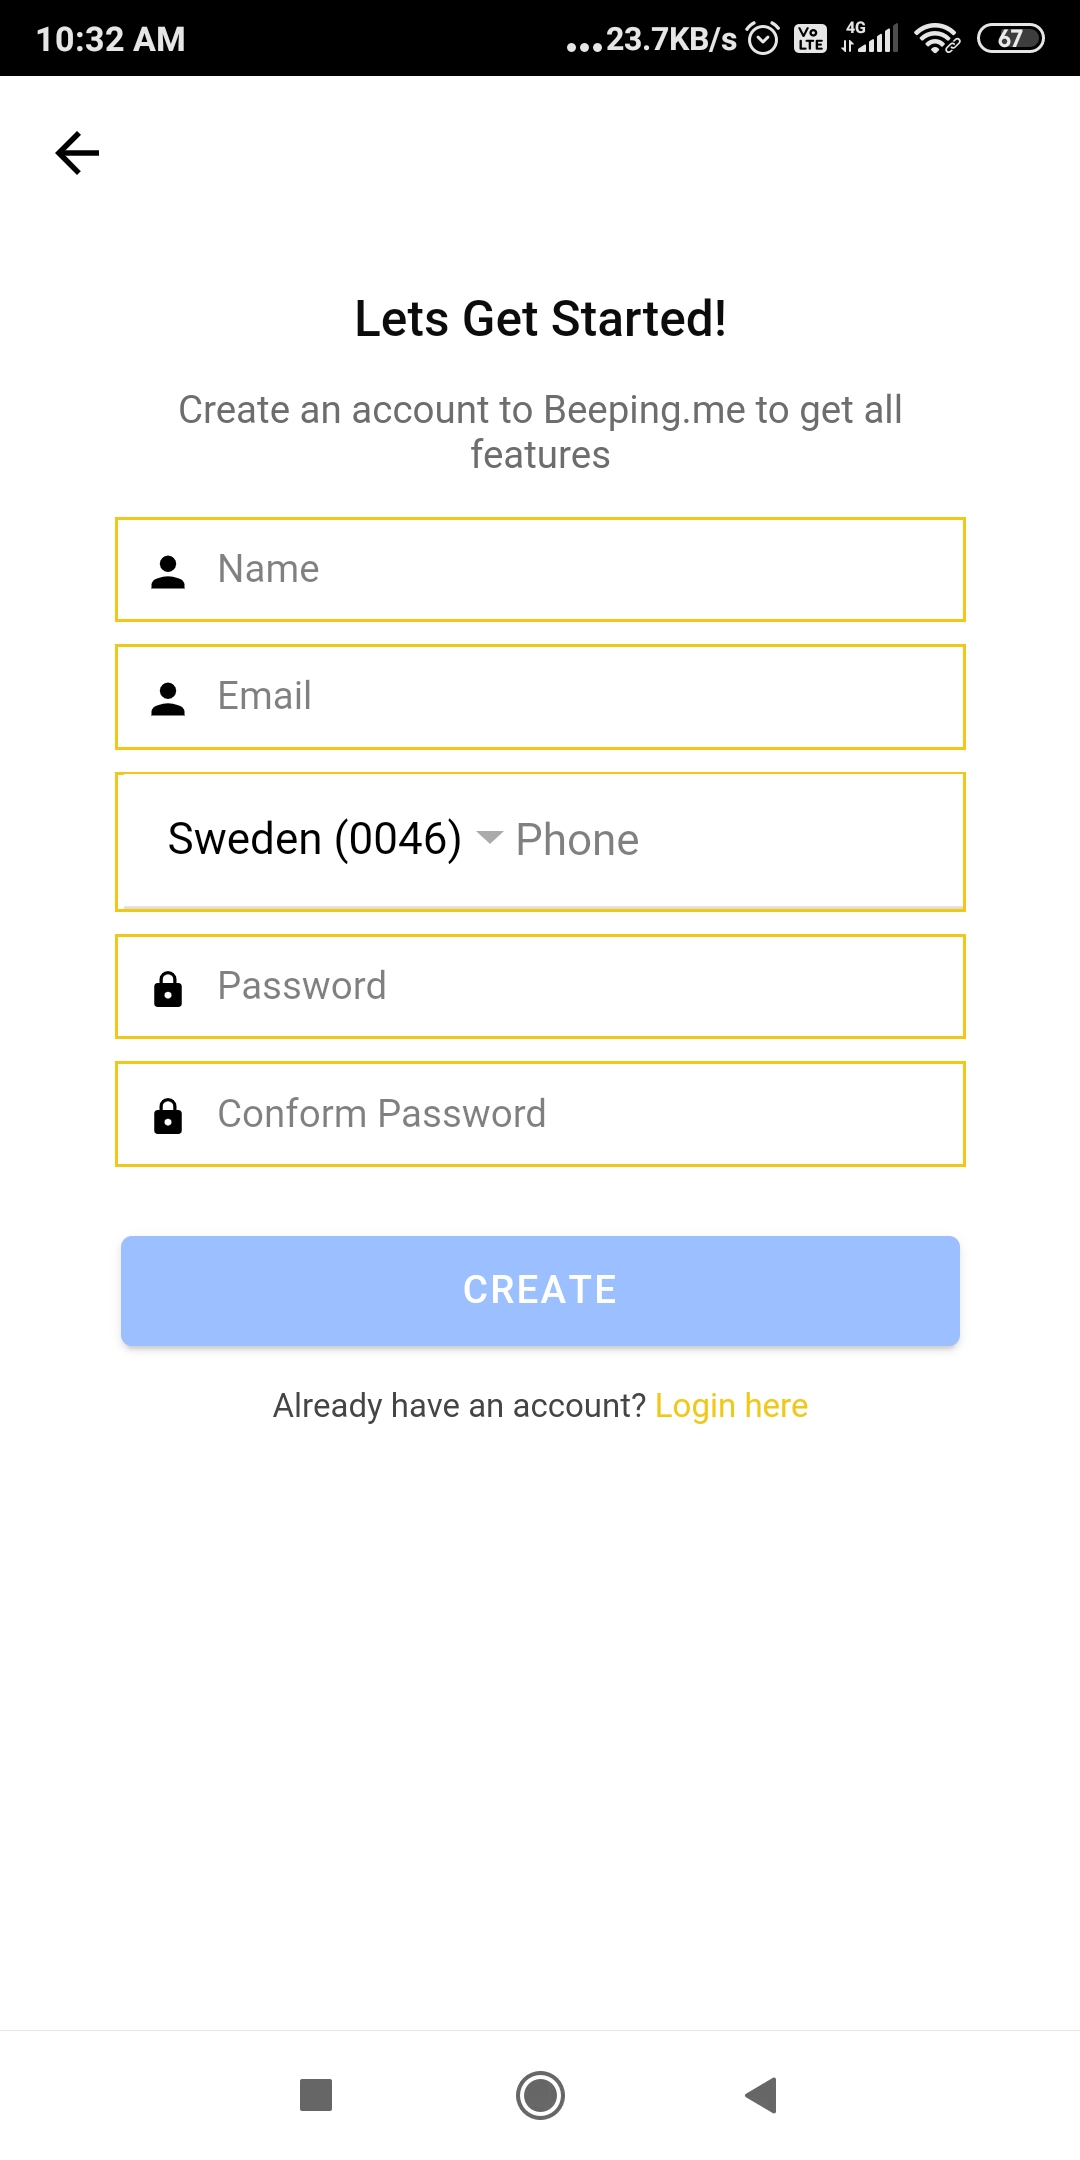 10:32 AM ...23.7KB/s Vo LTE 4G 67
Lets Get Started!
Create an account to Beeping.me to get all
features
Name
Email
Sweden (0046) Phone
Password
Conform Password
CREATE
Already have an account? Login here